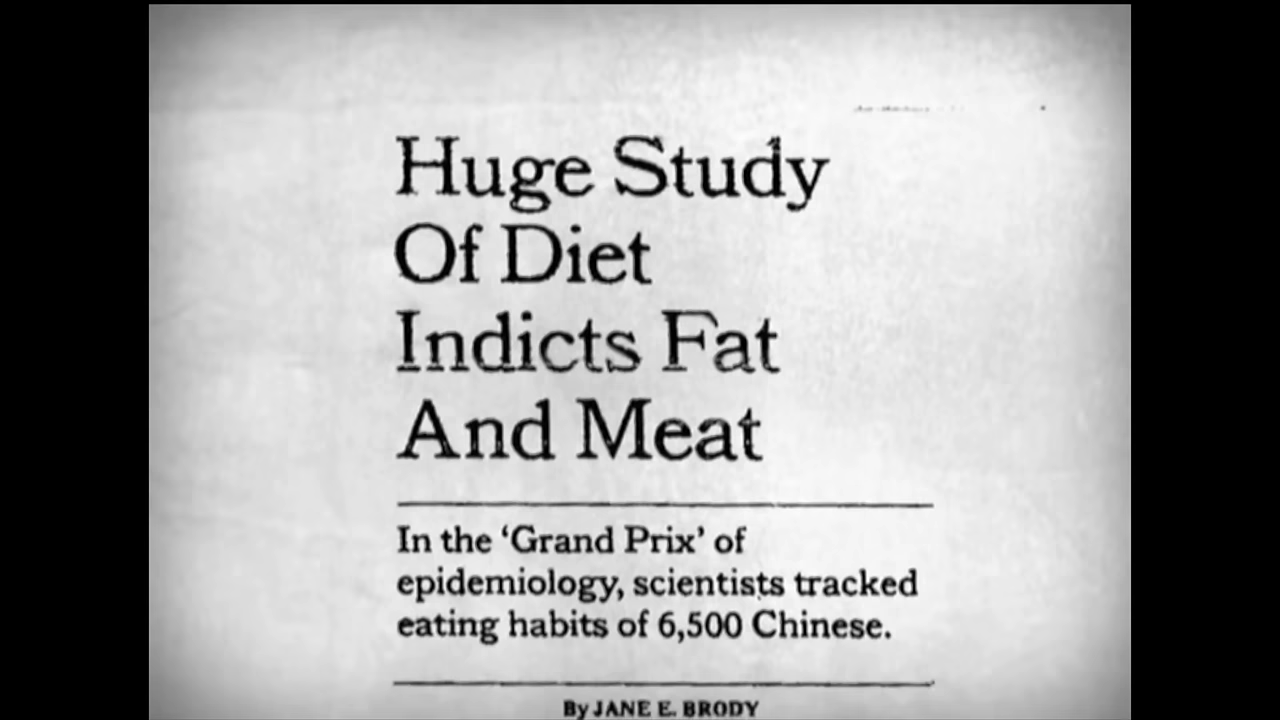 Huge Study
Of Diet
Indicts Fat
And Meat
In the ‘Grand Prix’ of
epidemiology, scientists tracked
eating habits of 6,500 Chinese.
By JANE E. BRODY